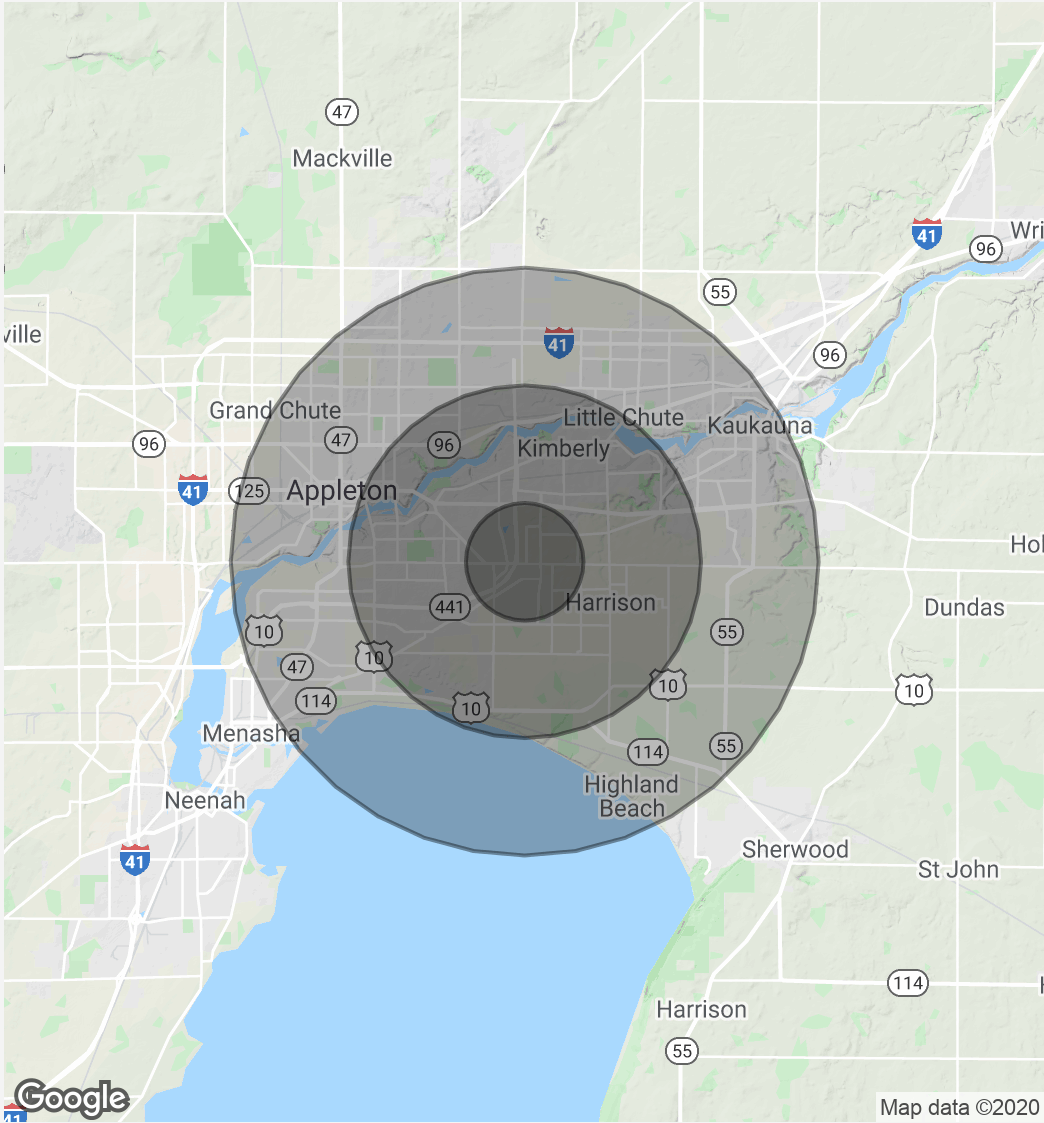 47
Mackville
41
Wri
96
55
ville
41
96
Grand Chute
Little Chute
Kaukauna
47
96
96
Kimberly
41
125
Appleton
Hol
Harrison
441
Dundas
10
55
10
47
10
10
114
10
Menasha
114
55
Highland
Beach
Neenah
Sherwood
41
St John
114
Harrison
55
Google
Map data ©2020
41